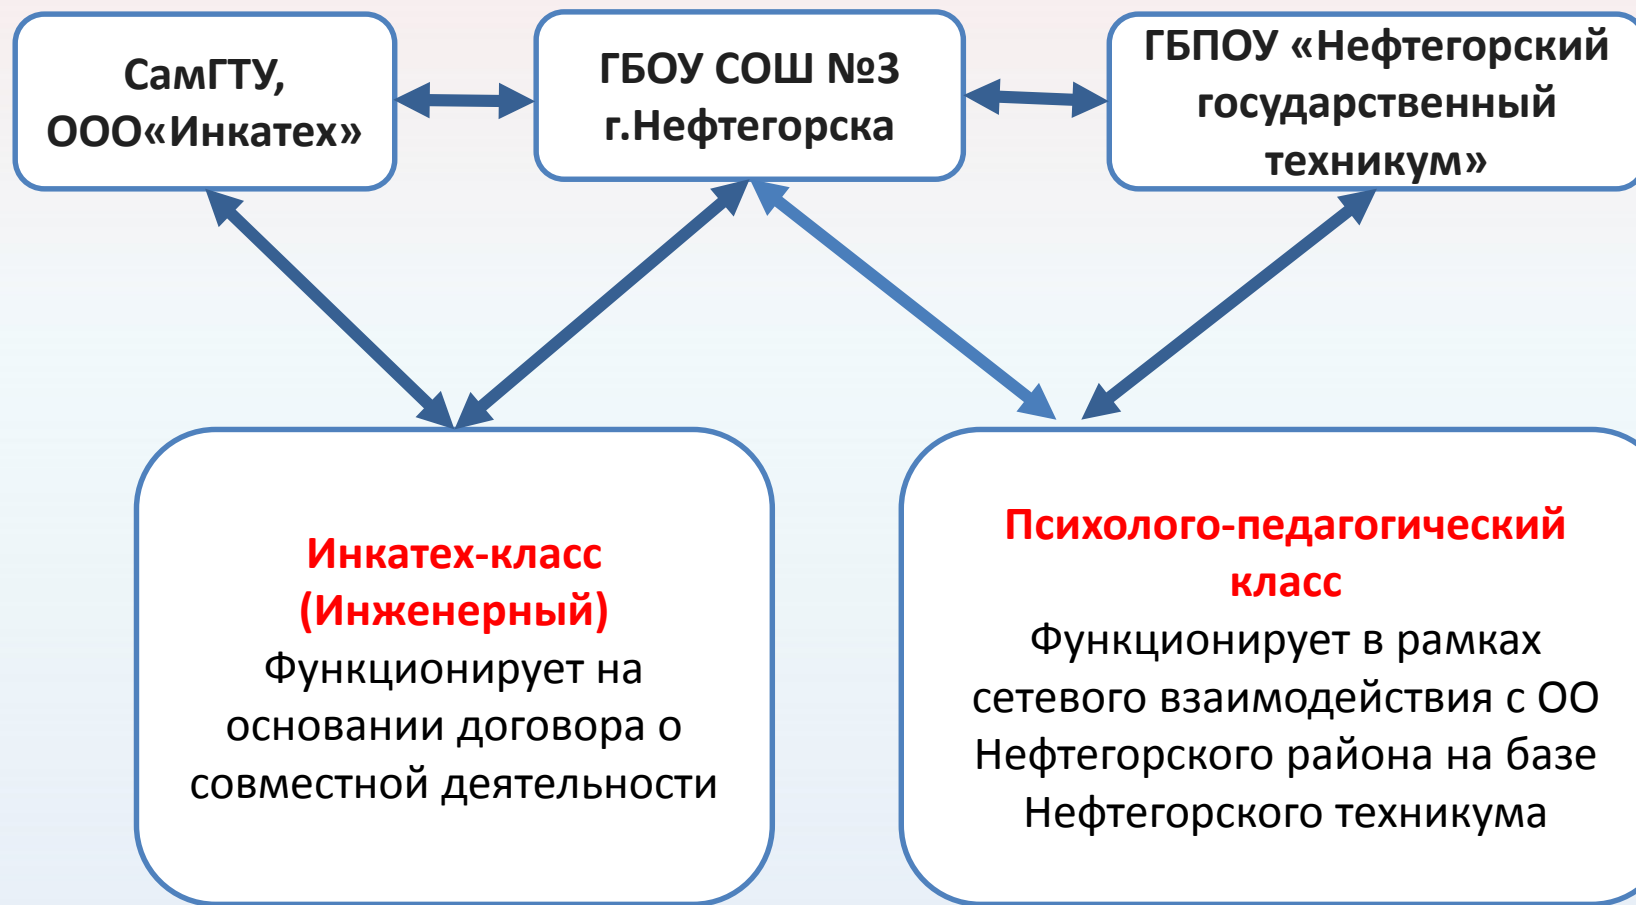 СамГТУ,
ООО«Инкатех»
ГБОУ СОШ №3
г.Нефтегорска
ГБПОУ «Нефтегорский
государственный
техникум»
Инкатех-класс
(Инженерный)
Функционирует на
основании договора о
совместной деятельности
Психолого-педагогический
класс
Функционирует в рамках
сетевого взаимодействия с ОО
Нефтегорского района на базе
Нефтегорского техникума